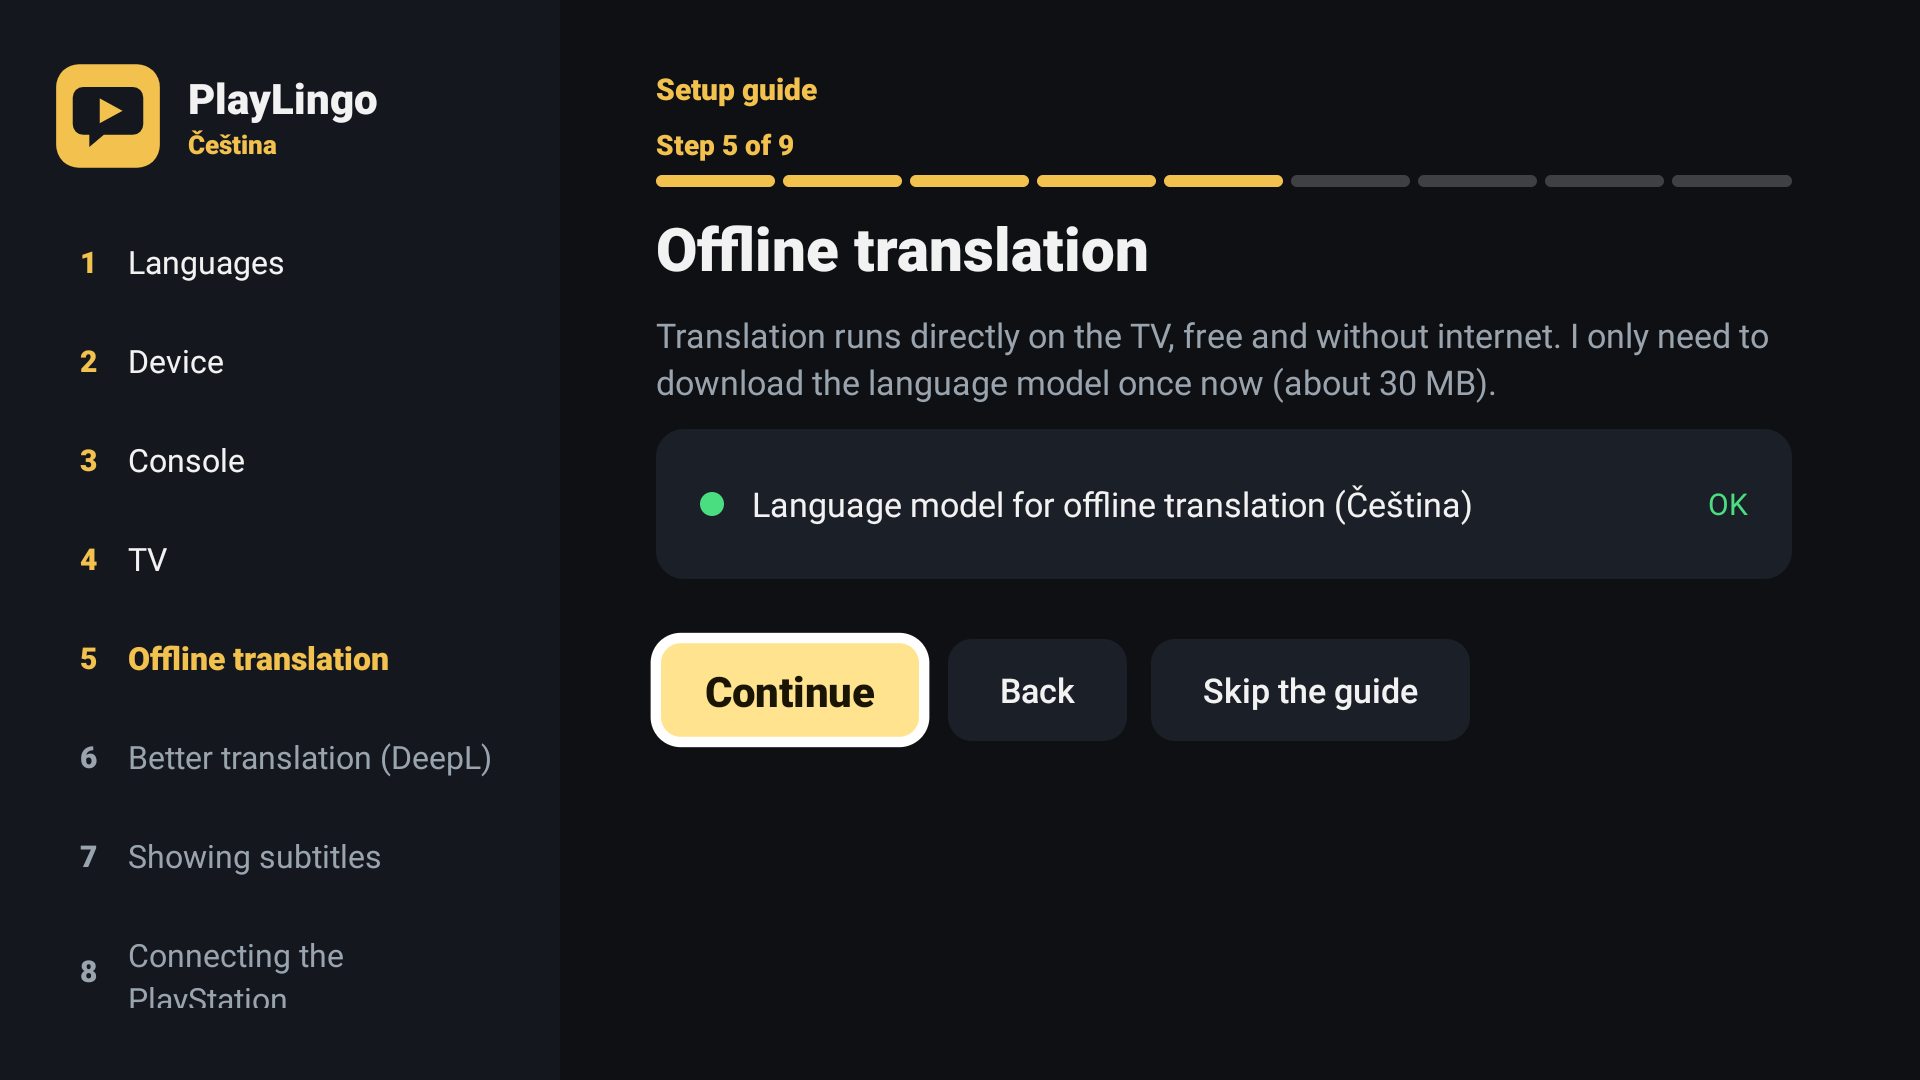 PlayLingo
Čeština
1 Languages
2 Device
3 Console
4 TV
5 Offline translation
6 Better translation (DeepL)
7 Showing subtitles
8 Connecting the
PlayStation
Setup guide
Step 5 of 9
Offline translation
Translation runs directly on the TV, free and without internet. I only need to
download the language model once now (about 30 MB).
Language model for offline translation (Čeština) OK
Continue Back Skip the guide